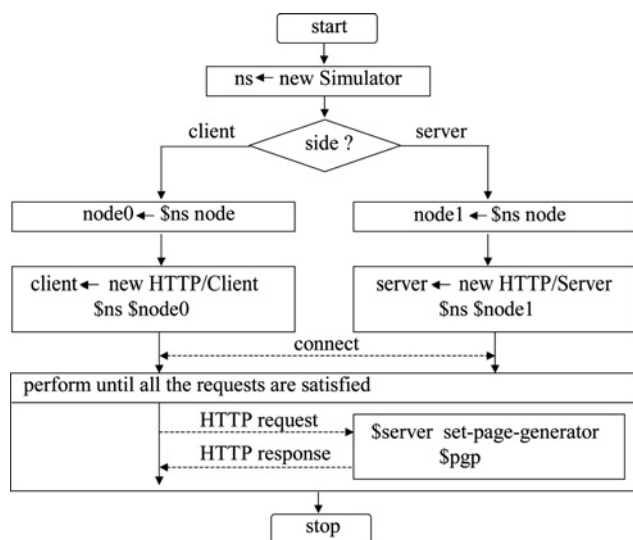 start
ns← new Simulator
side ?
client
server
node0← $ns node
node1 ← $ns node
client← new HTTP/Client
$ns $node0
server← new HTTP/Server
$ns $node1
connect
perform until all the requests are satisfied
HTTP request
HTTP response
$server set-page-generator
$pgp
stop